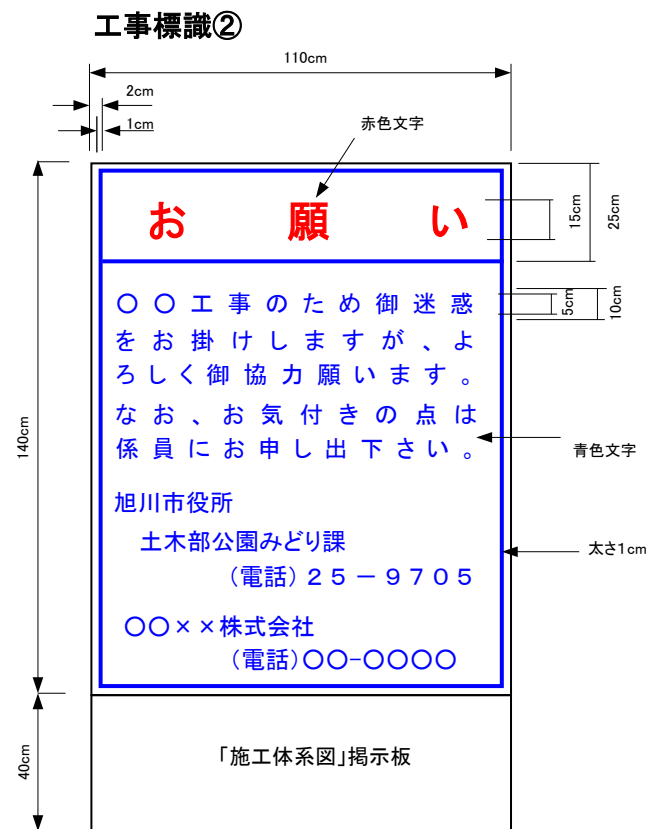 工事標識②
110cm
2cm
1cm
赤色文字
お願い
15cm
25cm
〇〇工事のため御迷惑
をお掛けしますが、よ
ろしく御協力願います。
なお、お気付きの点は
係員にお申し出下さい。
5cm
10cm
140cm
青色文字
旭川市役所
土木部公園みどり課
（電話）２５－９７０５
太さ1cm
〇〇××株式会社
（電話）〇〇-〇〇〇〇
40cm
「施工体系図」掲示板